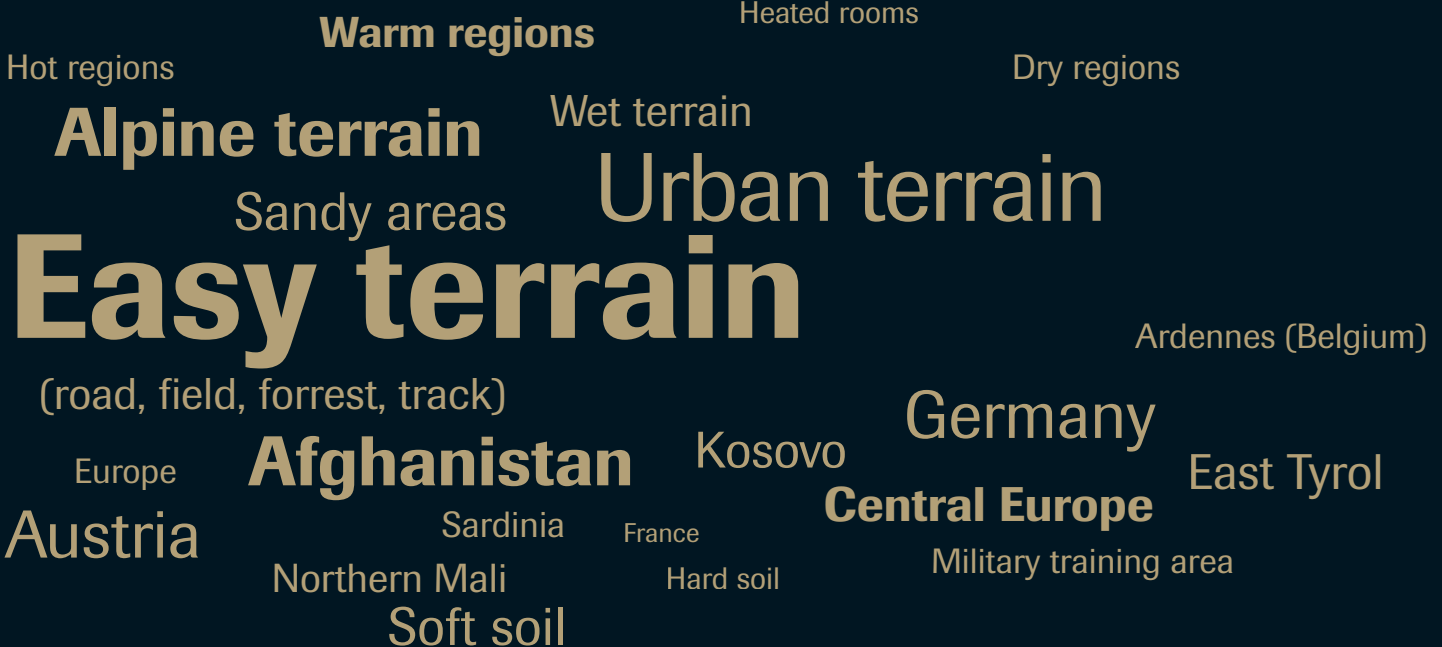 Heated rooms
Warm regions
Hot regions
Dry regions
Alpine terrain
Wet terrain
Urban terrain
Sandy areas
Easy terrain
Ardennes (Belgium)
(road, field, forrest, track)
Germany
Afghanistan
Kosovo
Europe
East Tyrol
Central Europe
Austria
Sardinia
France
Military training area
Northern Mali
Hard soil
Soft soil